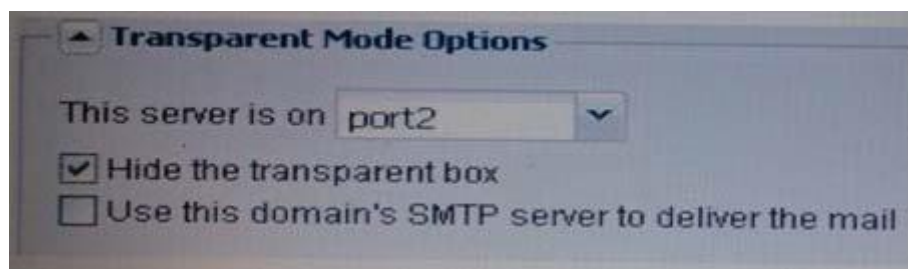 Transparent Mode Options
This server is on port2
Hide the transparent box
Use this domain's SMTP server to deliver the mail